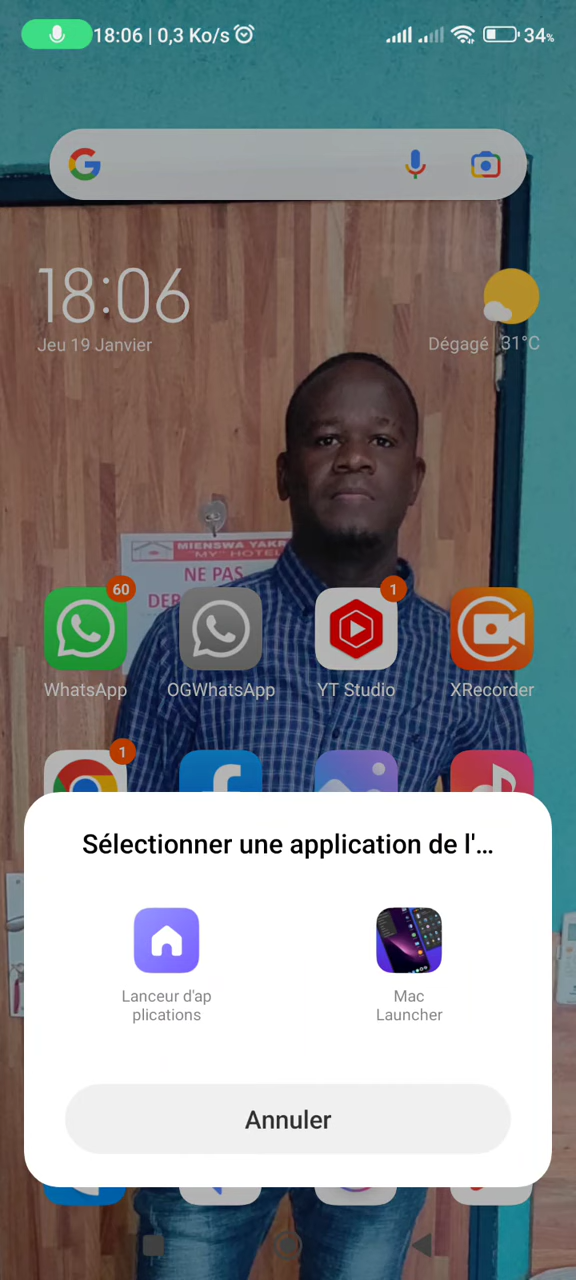 18:06 | 0,3 Ko/s
34%
18:06
Jeu 19 Janvier
Dégagé 31°C
MIENSWA YAKR
"MY" HOTEL
NE PAS
DER
60
1
WhatsApp
OGWhatsApp
YT Studio
XRecorder
1
Sélectionner une application de l'...
Lanceur d'ap
plications
Mac
Launcher
Annuler